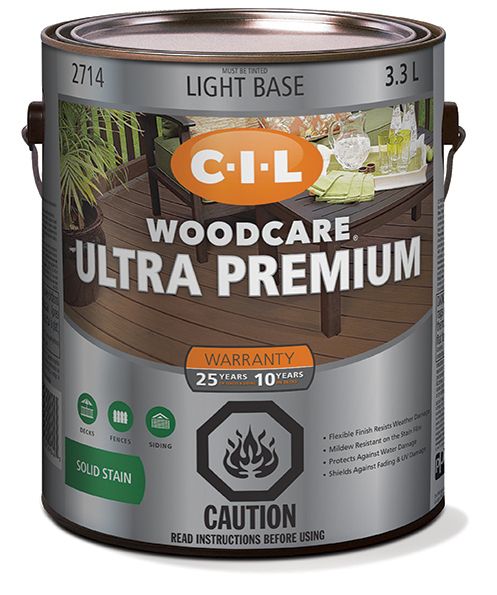 2714
MUST BE TINTED
LIGHT BASE
3.3 L
C·I·L
WOODCARE®
ULTRA PREMIUM
WARRANTY
25 YEARS 10 YEARS
DECKS
FENCES
SIDING
SOLID STAIN
• Flexible Finish Resists Weather Damage
• Mildew Resistant on the Stain Film
• Protects Against Water Damage
• Shields Against Fading & UV Damage
CAUTION
READ INSTRUCTIONS BEFORE USING